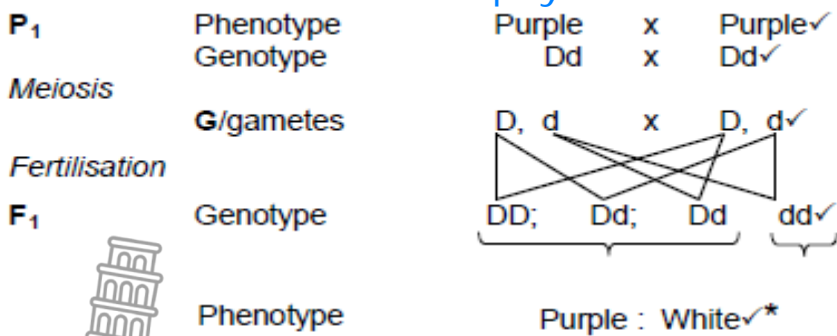 P₁ Phenotype Purple x Purple✓
Genotype Dd x Dd✓
Meiosis
G/gametes D, d x D, d✓
Fertilisation
F₁ Genotype DD; Dd; Dd dd✓
Phenotype Purple : White✓*